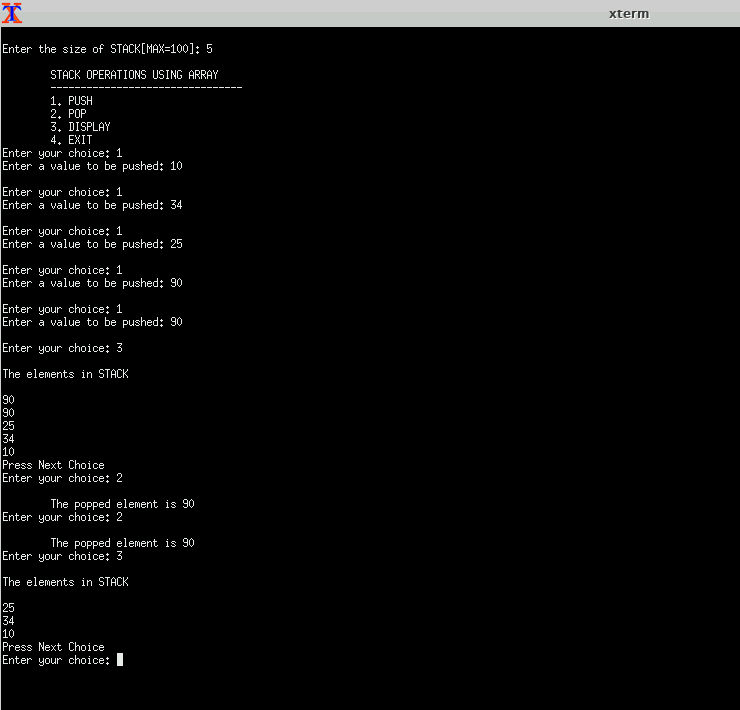 xterm
Enter the size of STACK[MAX=100]: 5
STACK OPERATIONS USING ARRAY
--------------------------------
1. PUSH
2. POP
3. DISPLAY
4. EXIT
Enter your choice: 1
Enter a value to be pushed: 10
Enter your choice: 1
Enter a value to be pushed: 34
Enter your choice: 1
Enter a value to be pushed: 25
Enter your choice: 1
Enter a value to be pushed: 90
Enter your choice: 1
Enter a value to be pushed: 90
Enter your choice: 3
The elements in STACK
90
90
25
34
10
Press Next Choice
Enter your choice: 2
The popped element is 90
Enter your choice: 2
The popped element is 90
Enter your choice: 3
The elements in STACK
25
34
10
Press Next Choice
Enter your choice: